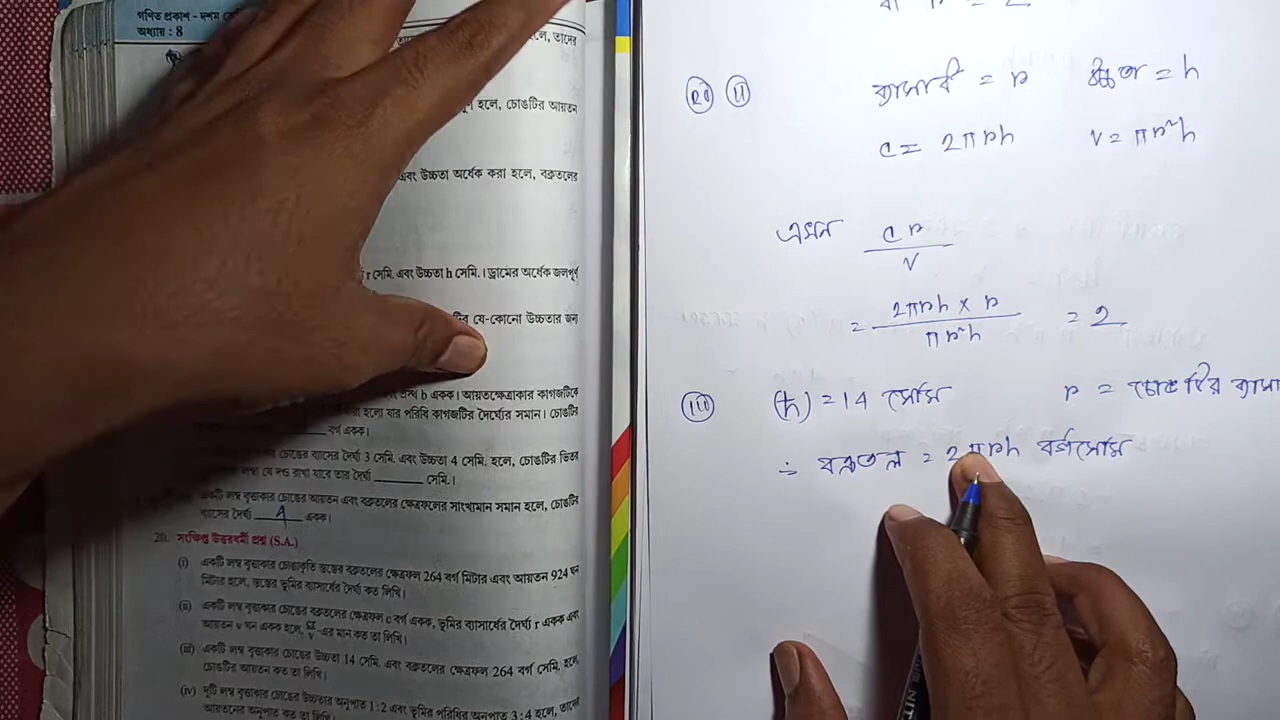 গণিত প্রকাশ - দশম
অধ্যায় : 8
হলে, তাদের
হলে, চোঙটির আয়তন
এবং উচ্চতা অর্ধেক করা হলে, বক্রতলের
r সেমি. এবং উচ্চতা h সেমি.। ড্রামের অর্ধেক জলপূর্ণ
যে-কোনো উচ্চতার জন্য
b একক। আয়তক্ষেত্রাকার কাগজটিকে
হলো যার পরিধি কাগজটির দৈর্ঘ্যের সমান। চোঙটির
বর্গ একক।
চোঙের ব্যাসের দৈর্ঘ্য 3 সেমি. এবং উচ্চতা 4 সেমি. হলে, চোঙটির ভিতর
লম্বা যে দণ্ড রাখা যাবে তার দৈর্ঘ্য ________ সেমি.।
একটি লম্ব বৃত্তাকার চোঙের আয়তন এবং বক্রতলের ক্ষেত্রফলের সাংখ্যমান সমান হলে, চোঙটির
ব্যাসের দৈর্ঘ্য 4 একক।
20. সংক্ষিপ্ত উত্তরধর্মী প্রশ্ন (S.A.)
(i) একটি লম্ব বৃত্তাকার চোঙাকৃতি স্তম্ভের বক্রতলের ক্ষেত্রফল 264 বর্গ মিটার এবং আয়তন 924 ঘন
মিটার হলে, স্তম্ভের ভূমির ব্যাসার্ধের দৈর্ঘ্য কত লিখি।
(ii) একটি লম্ব বৃত্তাকার চোঙের বক্রতলের ক্ষেত্রফল c বর্গ একক, ভূমির ব্যাসার্ধের দৈর্ঘ্য r একক এবং
আয়তন v ঘন একক হলে, cr/v -এর মান কত তা লিখি।
(iii) একটি লম্ব বৃত্তাকার চোঙের উচ্চতা 14 সেমি. এবং বক্রতলের ক্ষেত্রফল 264 বর্গ সেমি. হলে,
চোঙটির আয়তন কত তা লিখি।
(iv) দুটি লম্ব বৃত্তাকার চোঙের উচ্চতার অনুপাত 1:2 এবং ভূমির পরিধির অনুপাত 3:4 হলে, তাদের
আয়তনের অনুপাত কত তা লিখি।
20 ii ব্যাসার্ধ = r উচ্চতা = h
c = 2πrh v = πr²h
এখন cr/v
= 2πrh × r / πr²h = 2
iii (h) = 14 সেমি r = চোঙটির ব্যাসা
∴ বক্রতল = 2πrh বর্গসেমি